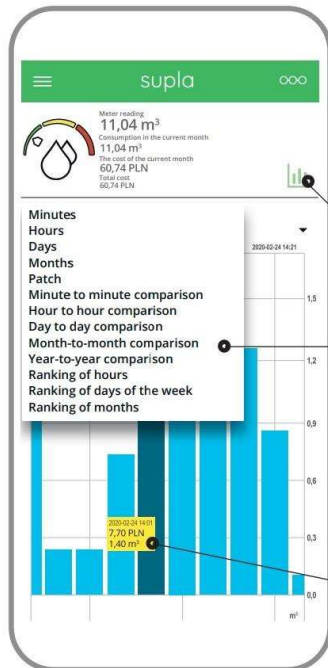 supla
Meter reading
11,04 m³
Consumption in the current month
11,04 m³
The cost of the current month
60,74 PLN
Total cost
60,74 PLN
Minutes
Hours
Days
Months
Patch
Minute to minute comparison
Hour to hour comparison
Day to day comparison
Month-to-month comparison
Year-to-year comparison
Ranking of hours
Ranking of days of the week
Ranking of months
2020-02-24 14:21
1,5
1,2
0,9
0,6
0,3
0,0
m³
2020-02-24 14:01
7,70 PLN
1,40 m³